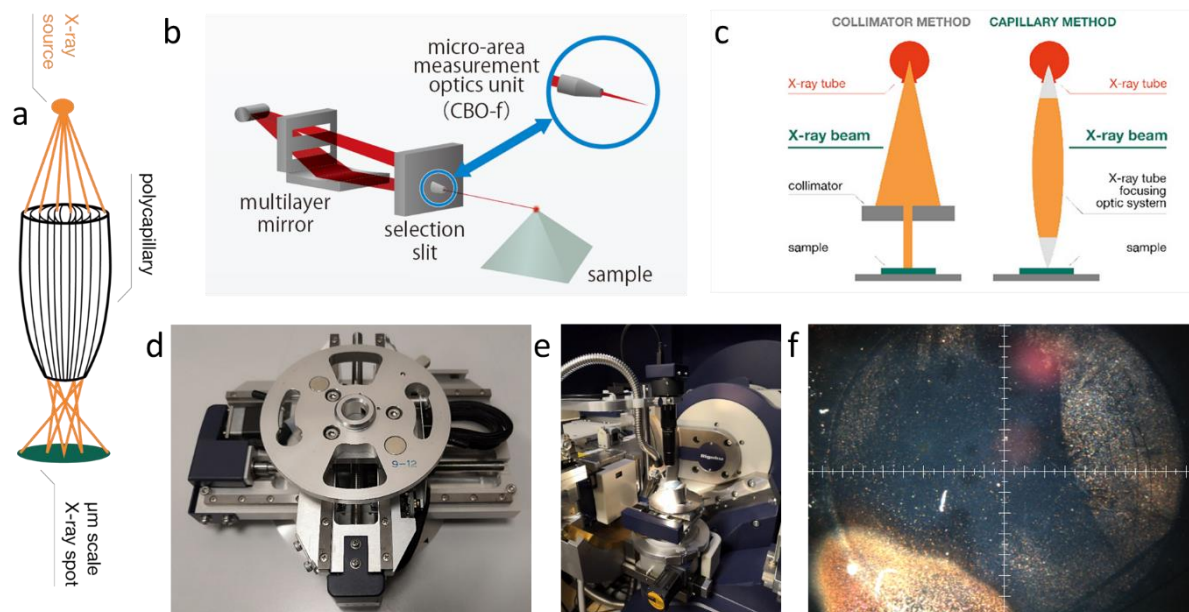 a
X-ray
source
polycapillary
µm scale
X-ray spot
b
micro-area
measurement
optics unit
(CBO-f)
multilayer
mirror
selection
slit
sample
c
COLLIMATOR METHOD
CAPILLARY METHOD
X-ray tube
X-ray tube
X-ray beam
X-ray beam
collimator
X-ray tube
focusing
optic system
sample
sample
d
9-12
e
Rigaku
f